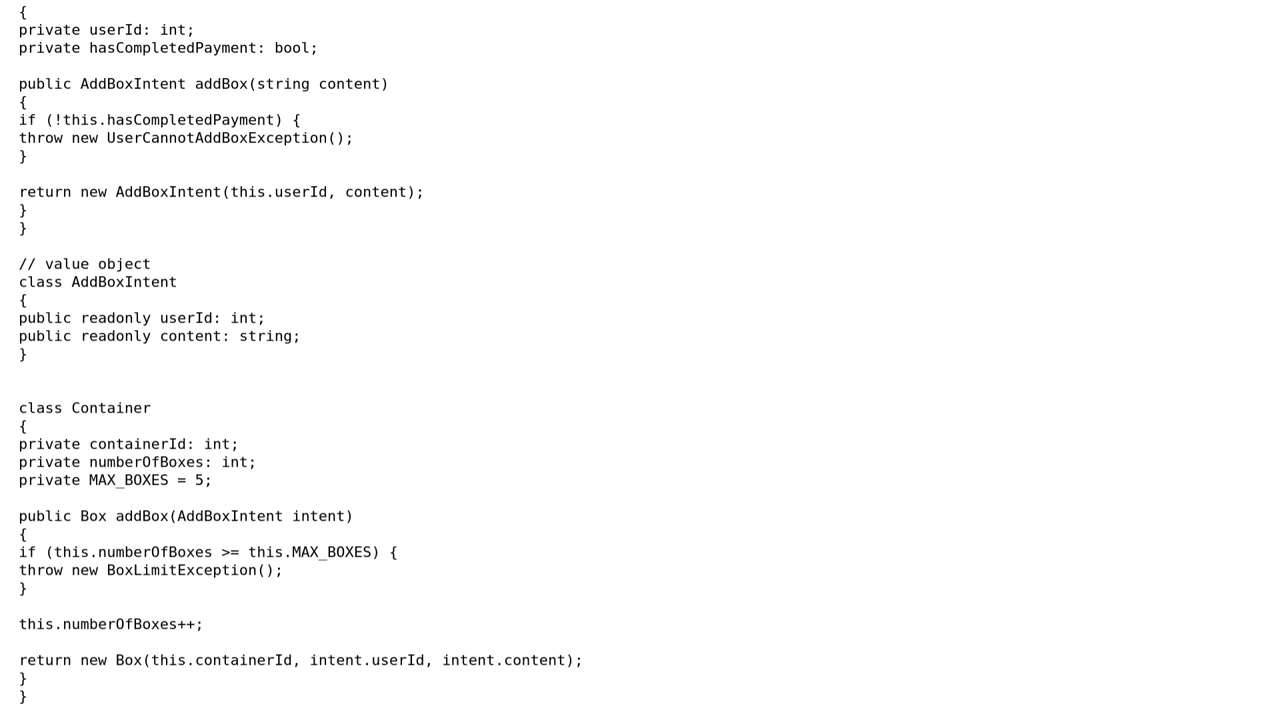 {
private userId: int;
private hasCompletedPayment: bool;

public AddBoxIntent addBox(string content)
{
if (!this.hasCompletedPayment) {
throw new UserCannotAddBoxException();
}

return new AddBoxIntent(this.userId, content);
}
}

// value object
class AddBoxIntent
{
public readonly userId: int;
public readonly content: string;
}

class Container
{
private containerId: int;
private numberOfBoxes: int;
private MAX_BOXES = 5;

public Box addBox(AddBoxIntent intent)
{
if (this.numberOfBoxes >= this.MAX_BOXES) {
throw new BoxLimitException();
}

this.numberOfBoxes++;

return new Box(this.containerId, intent.userId, intent.content);
}
}